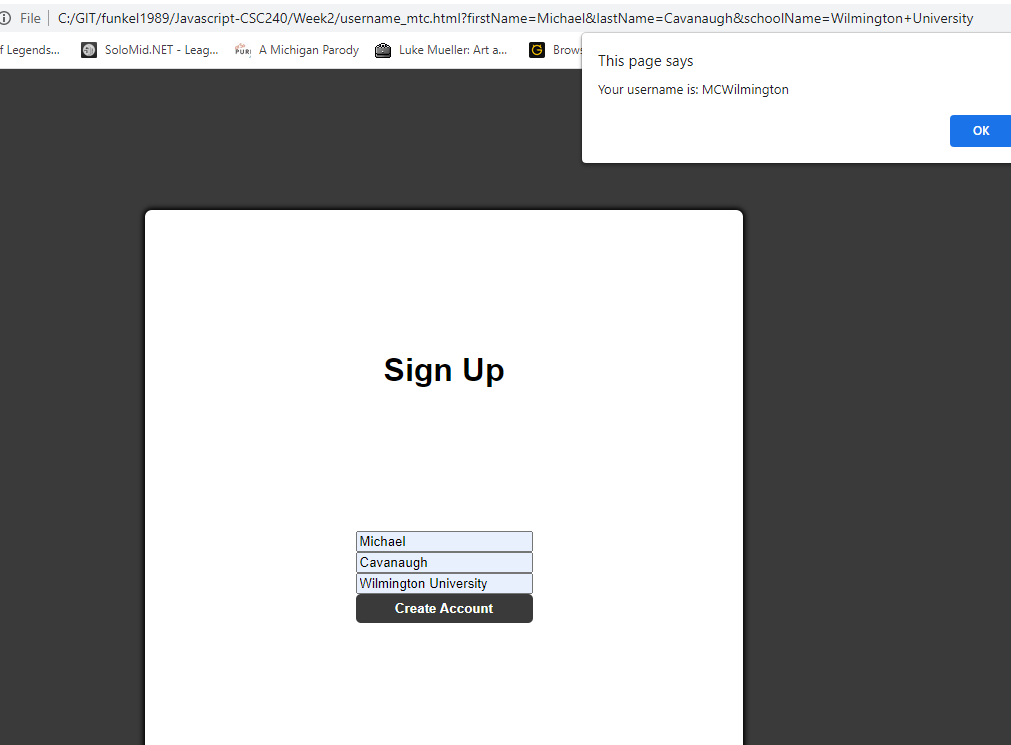 File C:/GIT/funkel1989/Javascript-CSC240/Week2/username_mtc.html?firstName=Michael&lastName=Cavanaugh&schoolName=Wilmington+University
f Legends... SoloMid.NET - Leag... A Michigan Parody Luke Mueller: Art a... G Brows
This page says
Your username is: MCWilmington
OK
Sign Up
Michael
Cavanaugh
Wilmington University
Create Account